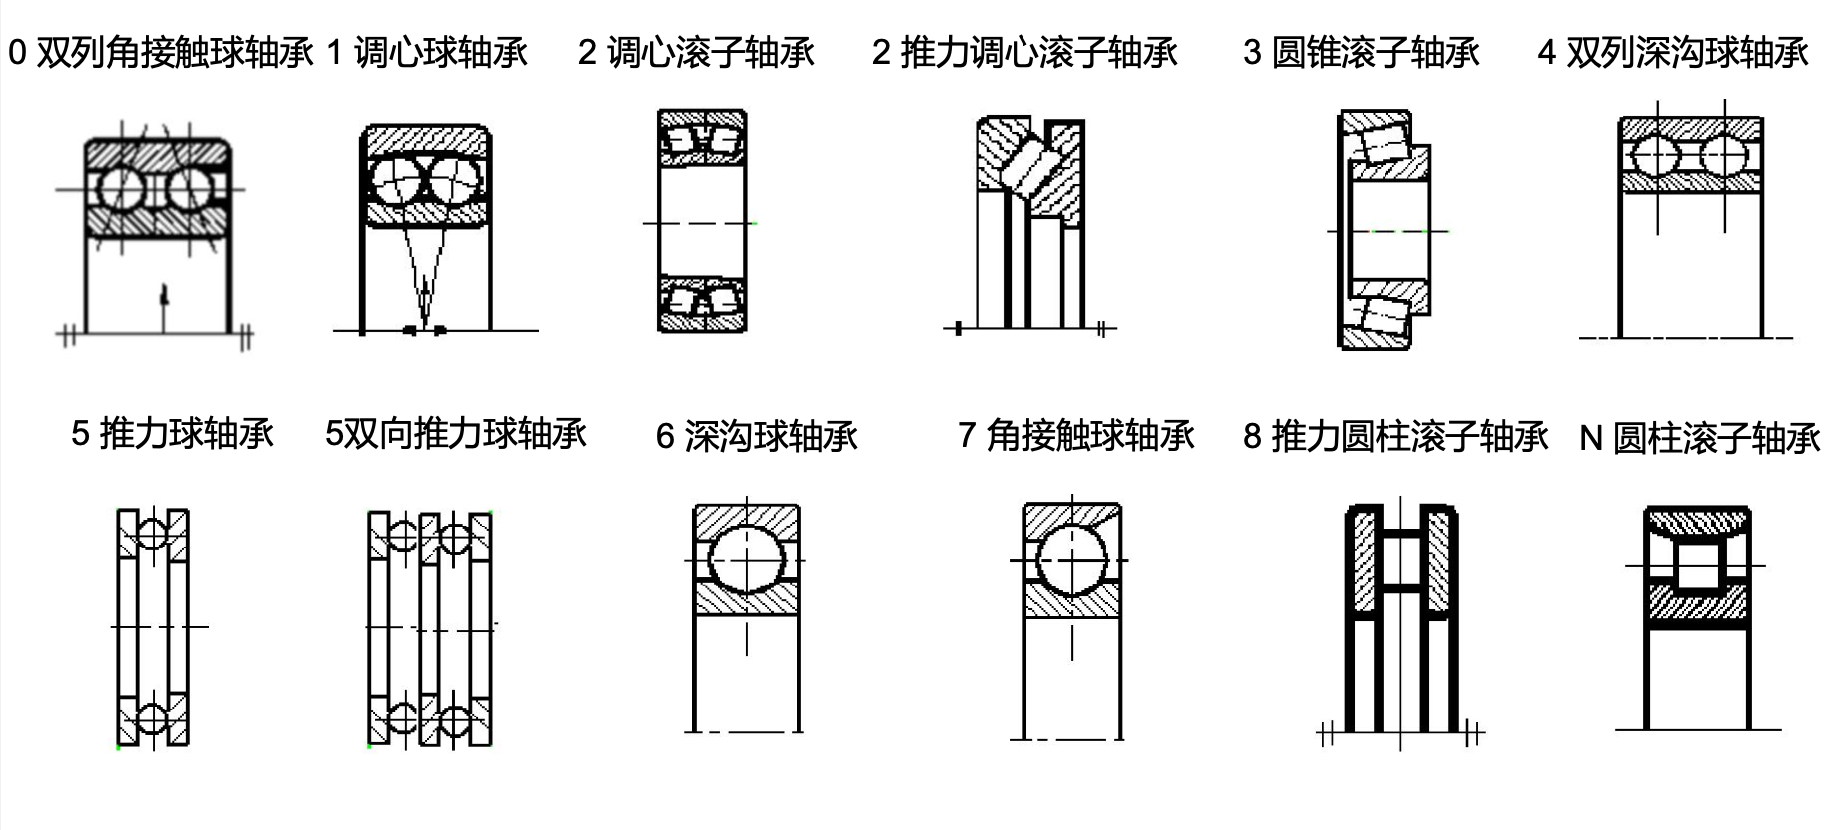 0 双列角接触球轴承
1 调心球轴承
2 调心滚子轴承
2 推力调心滚子轴承
3 圆锥滚子轴承
4 双列深沟球轴承
5 推力球轴承
5双向推力球轴承
6 深沟球轴承
7 角接触球轴承
8 推力圆柱滚子轴承
N 圆柱滚子轴承